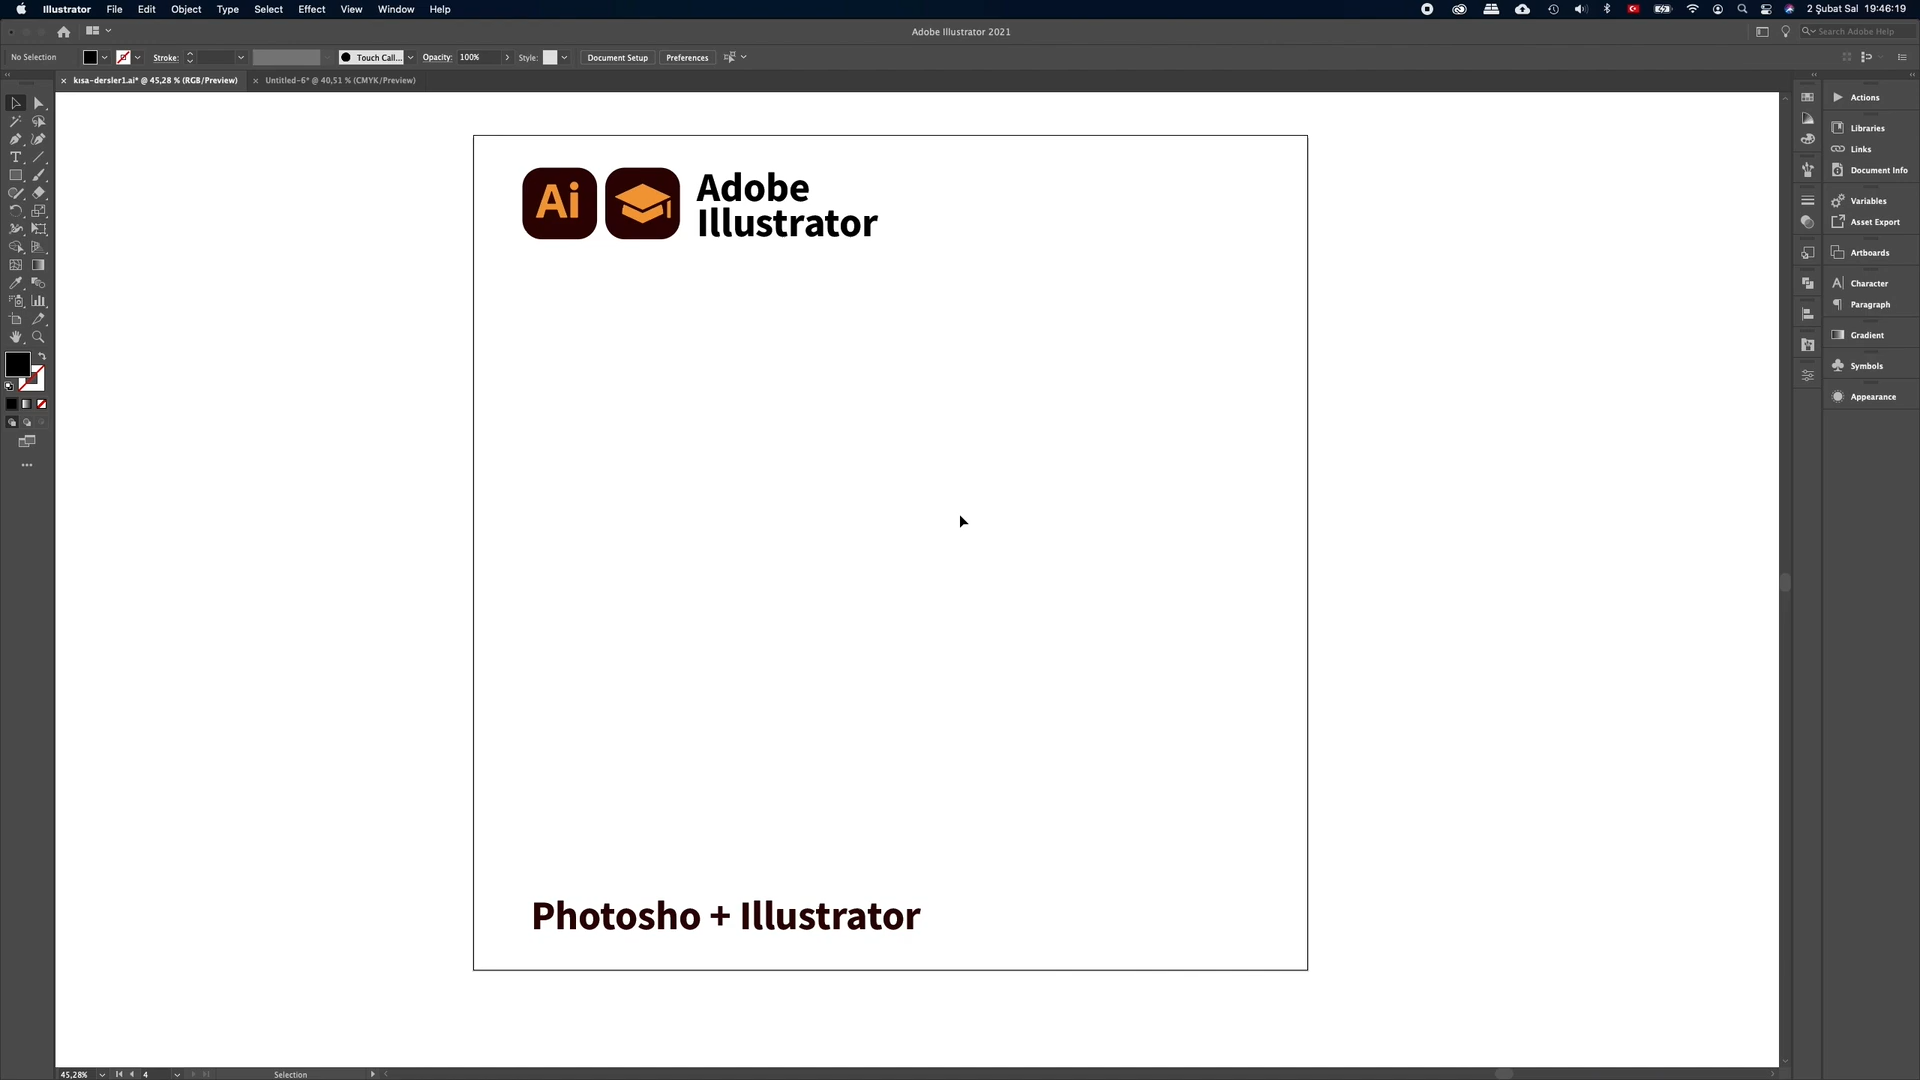 Illustrator File Edit Object Type Select Effect View Window Help 2 Şubat Sal 19:46:19
Adobe Illustrator 2021 Search Adobe Help
No Selection Stroke: Touch Call... Opacity: 100% Style: Document Setup Preferences
kısa-dersler1.ai* @ 45,28 % (RGB/Preview) Untitled-6* @ 40,51 % (CMYK/Preview)
Actions
Libraries
Links
Document Info
Variables
Asset Export
Artboards
Character
Paragraph
Gradient
Symbols
Appearance
Ai
Adobe
Illustrator
Photosho + Illustrator
45,28% 4 Selection